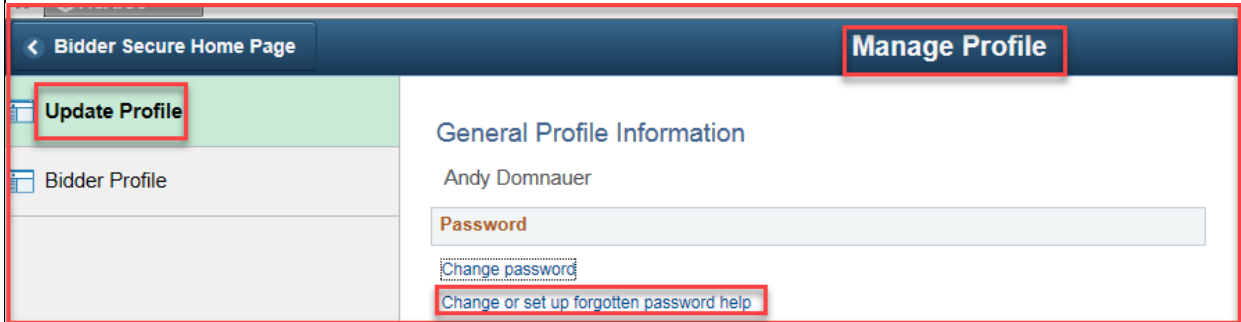 Bidder Secure Home Page
Manage Profile
Update Profile
Bidder Profile
General Profile Information
Andy Domnauer
Password
Change password
Change or set up forgotten password help